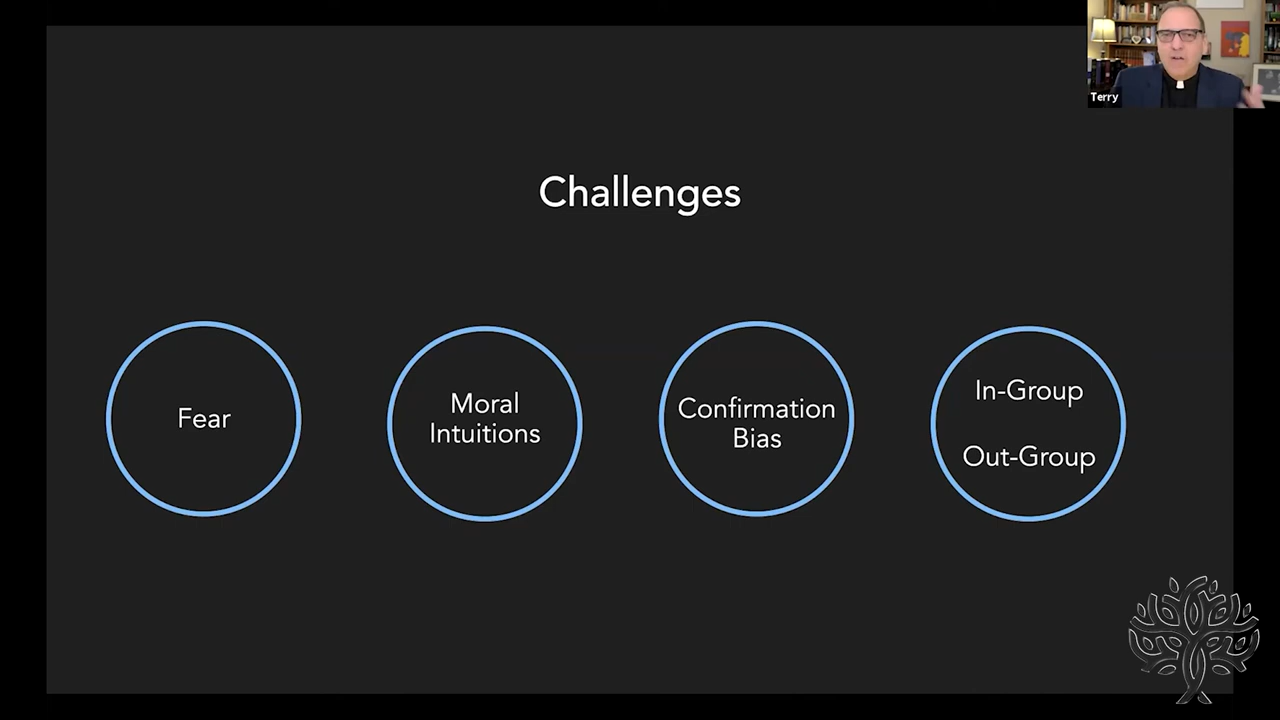 Terry
Challenges
Fear
Moral
Intuitions
Confirmation
Bias
In-Group
Out-Group